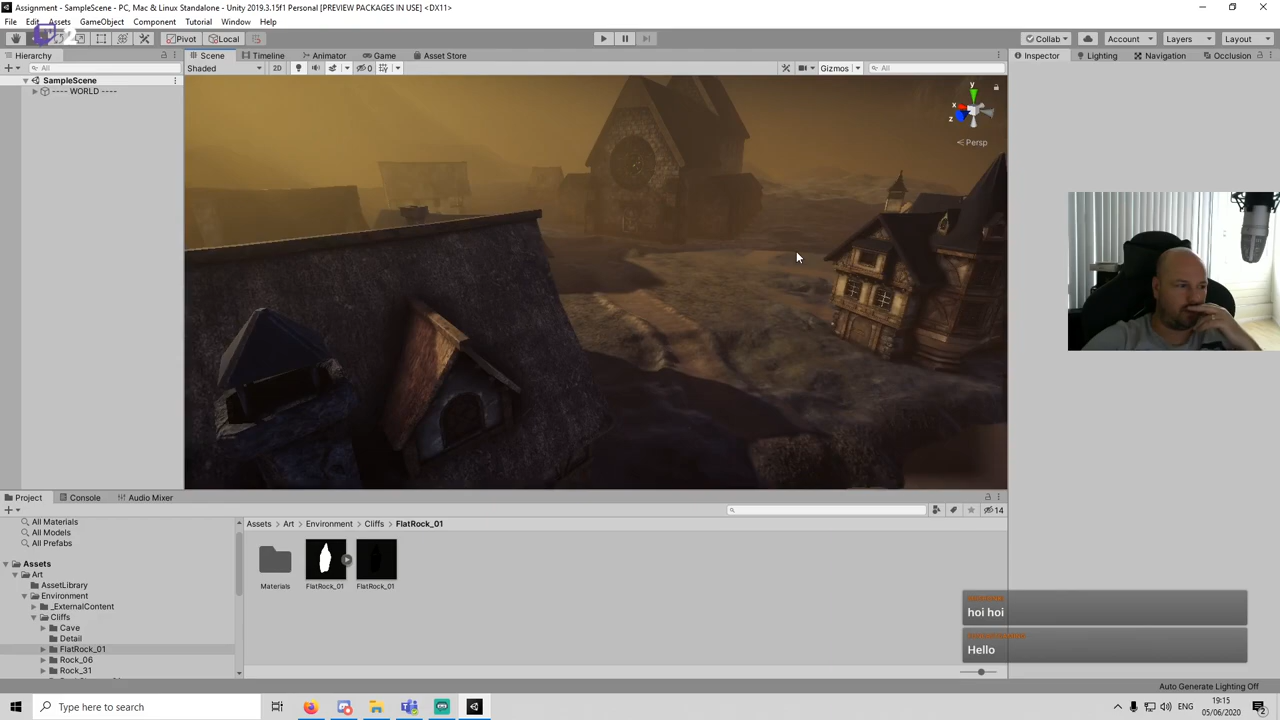 Assignment - SampleScene - PC, Mac & Linux Standalone - Unity 2019.3.15f1 Personal [PREVIEW PACKAGES IN USE] <DX11>
File Edit Assets GameObject Component Tutorial Window Help
2
Pivot Local Collab Account Layers Layout
Hierarchy Scene Timeline Animator Game Asset Store Inspector Lighting Navigation Occlusion
All Shaded 2D 0 Gizmos All
SampleScene
---- WORLD ----
y
x
z
Persp
Project Console Audio Mixer
14
All Materials
All Models
All Prefabs
Assets
Art
AssetLibrary
Environment
_ExternalContent
Cliffs
Cave
Detail
FlatRock_01
Rock_06
Rock_31
Assets Art Environment Cliffs FlatRock_01
Materials FlatRock_01 FlatRock_01
hoi hoi
Hello
Auto Generate Lighting Off
Type here to search
ENG
19:15
05/06/2020
2